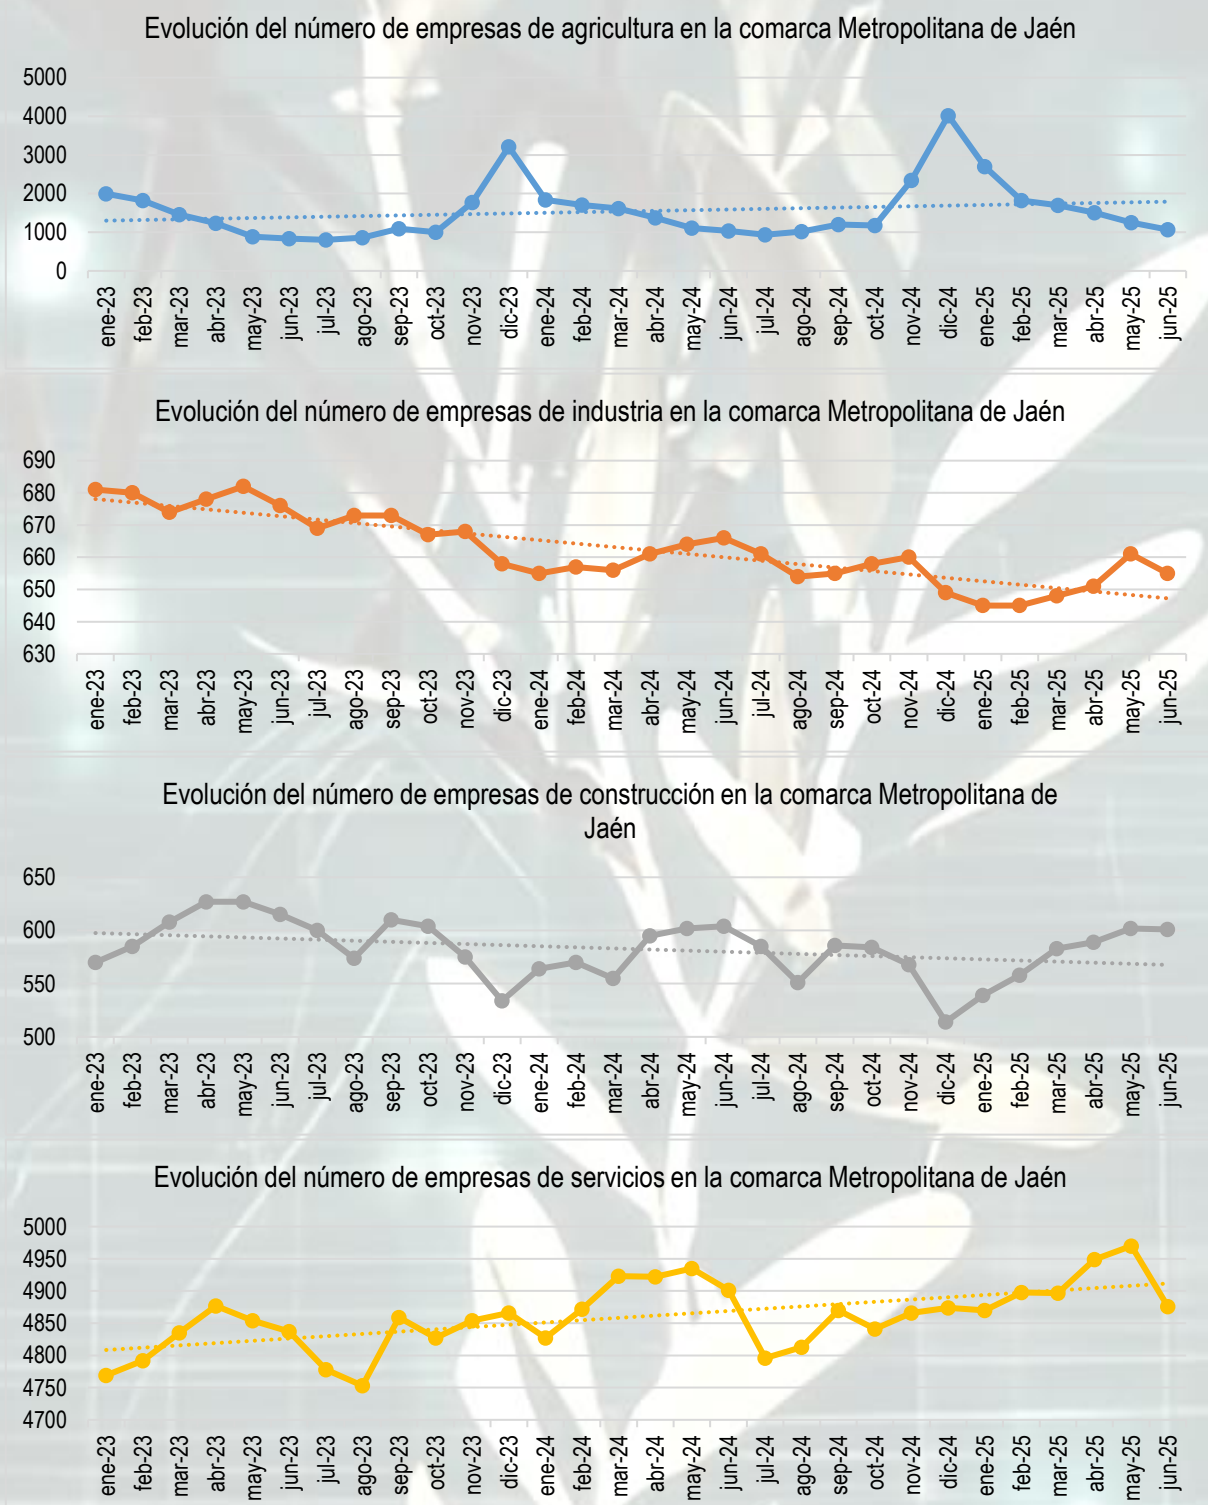 Evolución del número de empresas de agricultura en la comarca Metropolitana de Jaén
5000
4000
3000
2000
1000
0
ene-23 feb-23 mar-23 abr-23 may-23 jun-23 jul-23 ago-23 sep-23 oct-23 nov-23 dic-23 ene-24 feb-24 mar-24 abr-24 may-24 jun-24 jul-24 ago-24 sep-24 oct-24 nov-24 dic-24 ene-25 feb-25 mar-25 abr-25 may-25 jun-25
Evolución del número de empresas de industria en la comarca Metropolitana de Jaén
690
680
670
660
650
640
630
ene-23 feb-23 mar-23 abr-23 may-23 jun-23 jul-23 ago-23 sep-23 oct-23 nov-23 dic-23 ene-24 feb-24 mar-24 abr-24 may-24 jun-24 jul-24 ago-24 sep-24 oct-24 nov-24 dic-24 ene-25 feb-25 mar-25 abr-25 may-25 jun-25
Evolución del número de empresas de construcción en la comarca Metropolitana de
Jaén
650
600
550
500
ene-23 feb-23 mar-23 abr-23 may-23 jun-23 jul-23 ago-23 sep-23 oct-23 nov-23 dic-23 ene-24 feb-24 mar-24 abr-24 may-24 jun-24 jul-24 ago-24 sep-24 oct-24 nov-24 dic-24 ene-25 feb-25 mar-25 abr-25 may-25 jun-25
Evolución del número de empresas de servicios en la comarca Metropolitana de Jaén
5000
4950
4900
4850
4800
4750
4700
ene-23 feb-23 mar-23 abr-23 may-23 jun-23 jul-23 ago-23 sep-23 oct-23 nov-23 dic-23 ene-24 feb-24 mar-24 abr-24 may-24 jun-24 jul-24 ago-24 sep-24 oct-24 nov-24 dic-24 ene-25 feb-25 mar-25 abr-25 may-25 jun-25